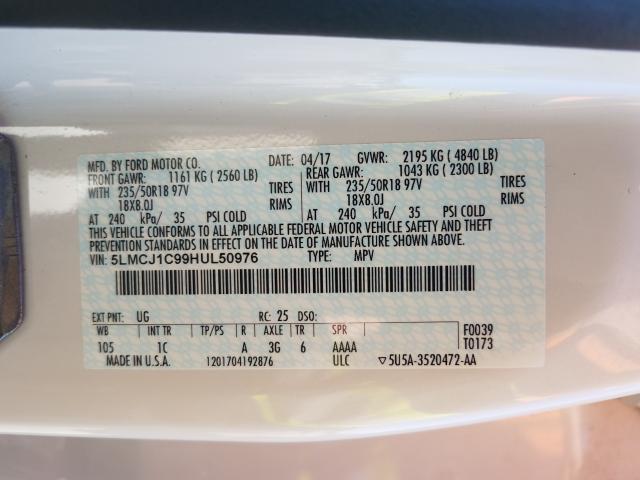 MFD. BY FORD MOTOR CO. DATE: 04/17 GVWR: 2195 KG ( 4840 LB)
FRONT GAWR: 1161 KG ( 2560 LB) REAR GAWR: 1043 KG ( 2300 LB)
WITH 235/50R18 97V TIRES WITH 235/50R18 97V TIRES
18X8.0J RIMS 18X8.0J RIMS
AT 240 kPa/ 35 PSI COLD AT 240 kPa/ 35 PSI COLD
THIS VEHICLE CONFORMS TO ALL APPLICABLE FEDERAL MOTOR VEHICLE SAFETY AND THEFT
PREVENTION STANDARDS IN EFFECT ON THE DATE OF MANUFACTURE SHOWN ABOVE.
VIN: 5LMCJ1C99HUL50976 TYPE: MPV
EXT PNT: UG RC: 25 DSO: F0039
WB INT TR TP/PS R AXLE TR SPR T0173
105 1C A 3G 6 AAAA
MADE IN U.S.A. 1201704192876 ULC ▽5U5A-3520472-AA